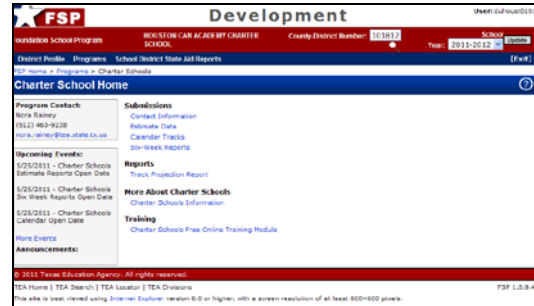 FSP
Development
User: duhoust0101
Foundation School Program
HOUSTON CAN ACADEMY CHARTER SCHOOL
County-District Number: 101812
School Year: 2011-2012 Update
District Profile Programs School District State Aid Reports [Exit]
FSP Home > Programs > Charter Schools
Charter School Home
Program Contact:
Nora Rainey
(512) 463-9238
nora.rainey@tea.state.tx.us
Upcoming Events:
5/25/2011 - Charter Schools
Estimate Reports Open Date
5/25/2011 - Charter Schools
Six Week Reports Open Date
5/25/2011 - Charter Schools
Calendar Open Date
More Events
Announcements:
Submissions
Contact Information
Estimate Data
Calendar Tracks
Six-Week Reports
Reports
Track Projection Report
More About Charter Schools
Charter Schools Information
Training
Charter Schools Free Online Training Module
© 2011 Texas Education Agency. All rights reserved.
TEA Home | TEA Search | TEA Locator | TEA Divisions
FSP 1.5.9.4
This site is best viewed using Internet Explorer version 6.0 or higher, with a screen resolution of at least 800×600 pixels.